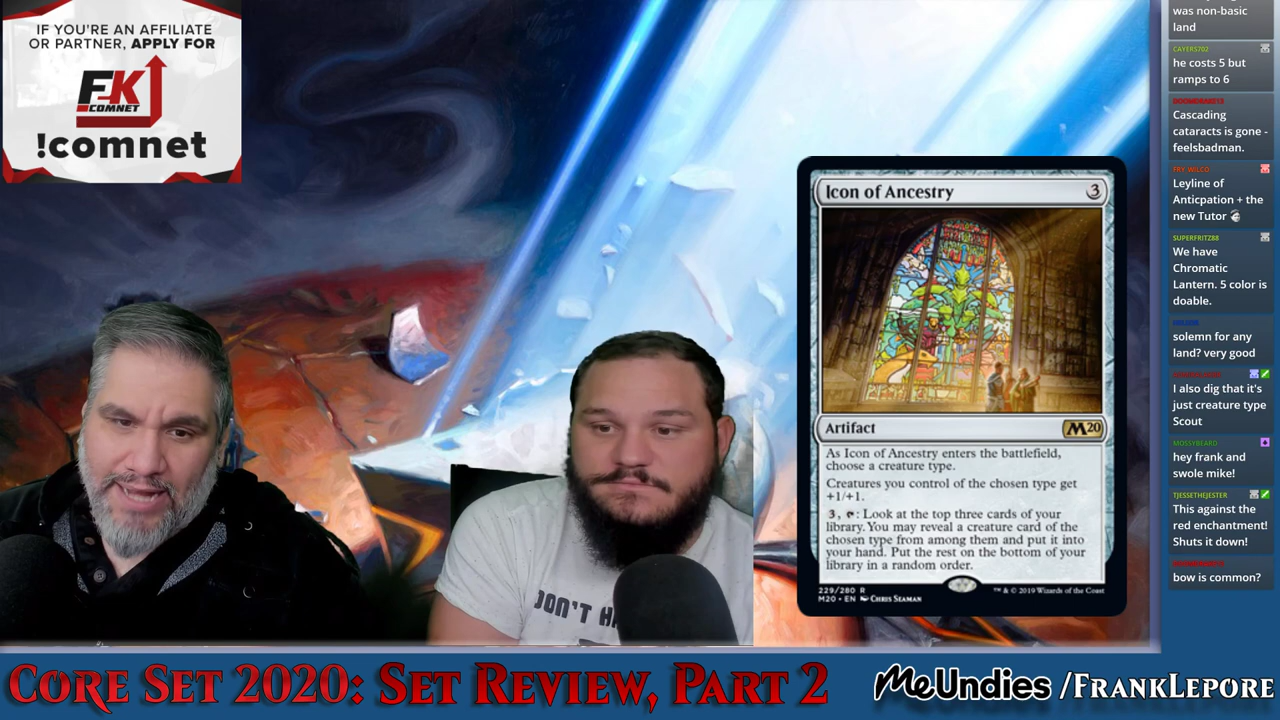 IF YOU'RE AN AFFILIATE
OR PARTNER, APPLY FOR
F2K
COMNET
!comnet
Icon of Ancestry
3
Artifact
M20
As Icon of Ancestry enters the battlefield,
choose a creature type.
Creatures you control of the chosen type get
+1/+1.
3, : Look at the top three cards of your
library. You may reveal a creature card of the
chosen type from among them and put it into
your hand. Put the rest on the bottom of your
library in a random order.
229/280 R
M20 • EN CHRIS SEAMAN
™ & © 2019 Wizards of the Coast
was non-basic
land
CAYERS702
he costs 5 but
ramps to 6
Cascading
cataracts is gone -
feelsbadman.
FRY_WILCO
Leyline of
Anticpation + the
new Tutor
SUPERFRITZ88
We have
Chromatic
Lantern. 5 color is
doable.
solemn for any
land? very good
I also dig that it's
just creature type
Scout
MOSSYBEARD
hey frank and
swole mike!
TJESSETHEJESTER
This against the
red enchantment!
Shuts it down!
bow is common?
DON'T
CORE SET 2020: SET REVIEW, PART 2
MeUndies /FRANKLEPORE